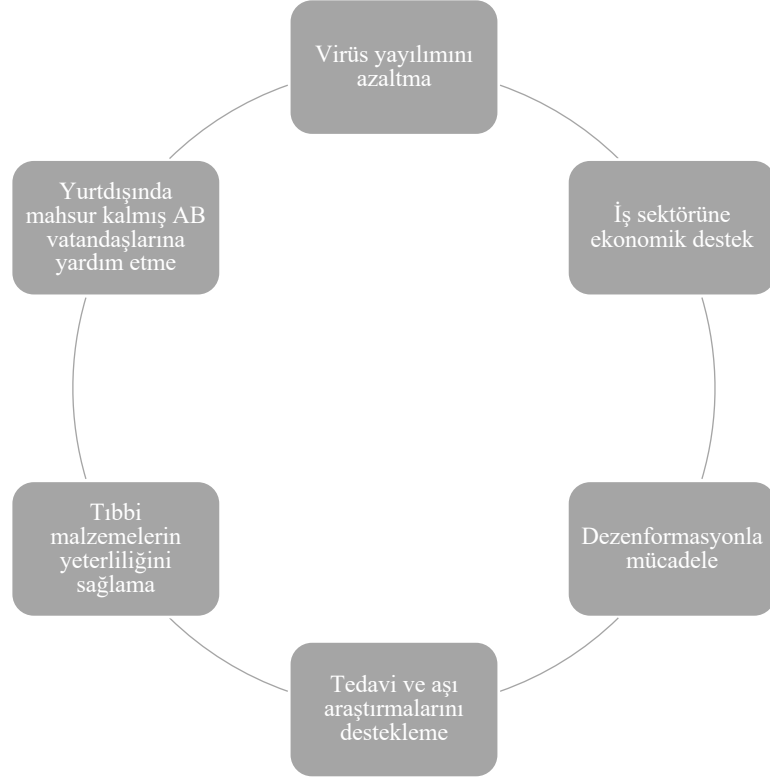 Virüs yayılımını
azaltma
İş sektörüne
ekonomik destek
Dezenformasyonla
mücadele
Tedavi ve aşı
araştırmalarını
destekleme
Tıbbi
malzemelerin
yeterliliğini
sağlama
Yurtdışında
mahsur kalmış AB
vatandaşlarına
yardım etme